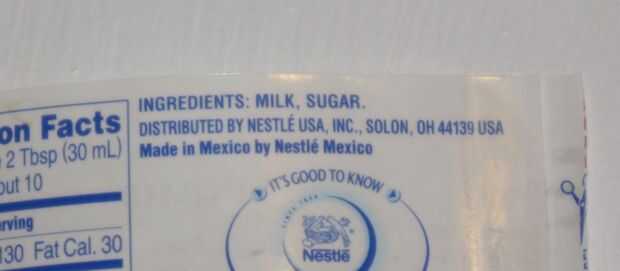 on Facts
2 Tbsp (30 mL)
out 10
erving
130 Fat Cal. 30
INGREDIENTS: MILK, SUGAR.
DISTRIBUTED BY NESTLÉ USA, INC., SOLON, OH 44139 USA
Made in Mexico by Nestlé Mexico
IT'S GOOD TO KNOW
Nestlé